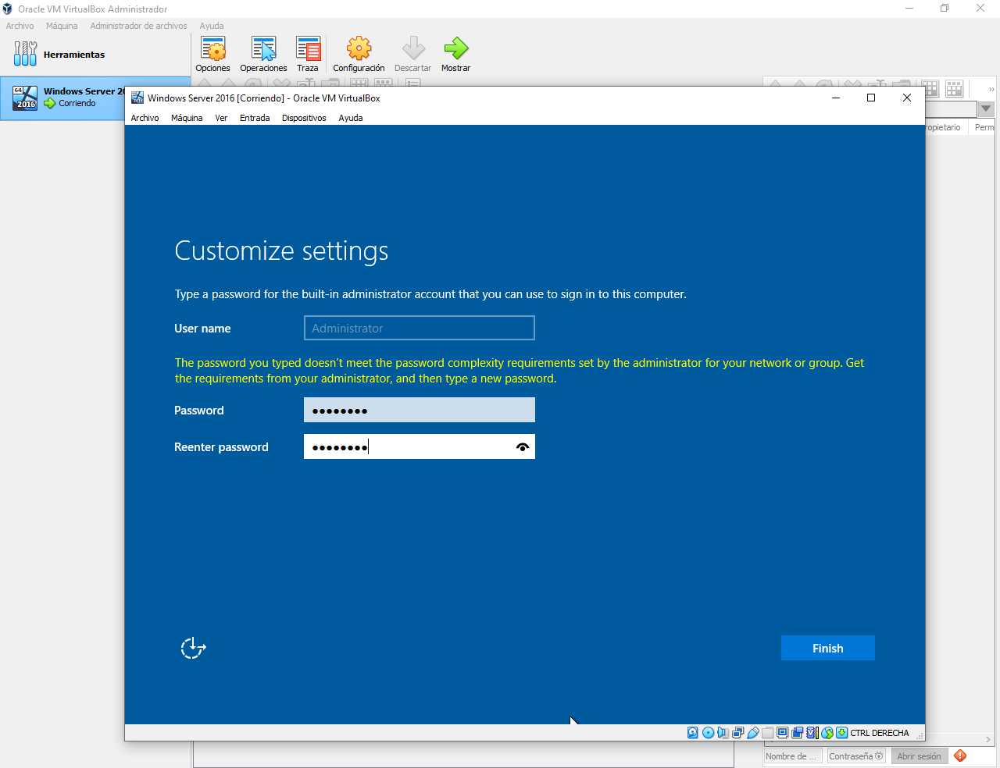 Oracle VM VirtualBox Administrador
Archivo Máquina Administrador de archivos Ayuda
Herramientas
Opciones Operaciones Traza Configuración Descartar Mostrar
64
2016
Windows Server 20
Corriendo
Windows Server 2016 [Corriendo] - Oracle VM VirtualBox
Archivo Máquina Ver Entrada Dispositivos Ayuda
ropietario Perm
Customize settings
Type a password for the built-in administrator account that you can use to sign in to this computer.
User name Administrator
The password you typed doesn't meet the password complexity requirements set by the administrator for your network or group. Get
the requirements from your administrator, and then type a new password.
Password
Reenter password
Finish
CTRL DERECHA
Nombre de ... Contraseña Abrir sesión